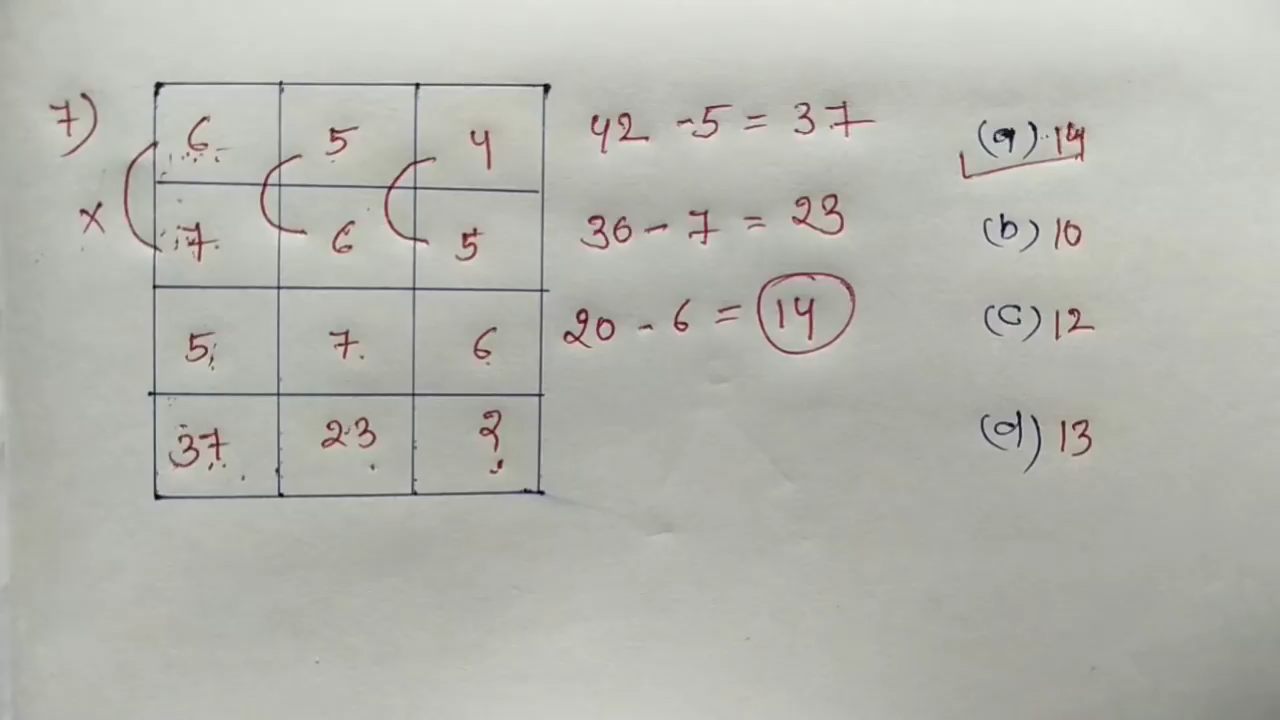 7)
6 5 4
×
7 6 5
5 7 6
37 23 ?
42 - 5 = 37
30 - 7 = 23
20 - 6 = 14
(a) 14
(b) 10
(c) 12
(d) 13